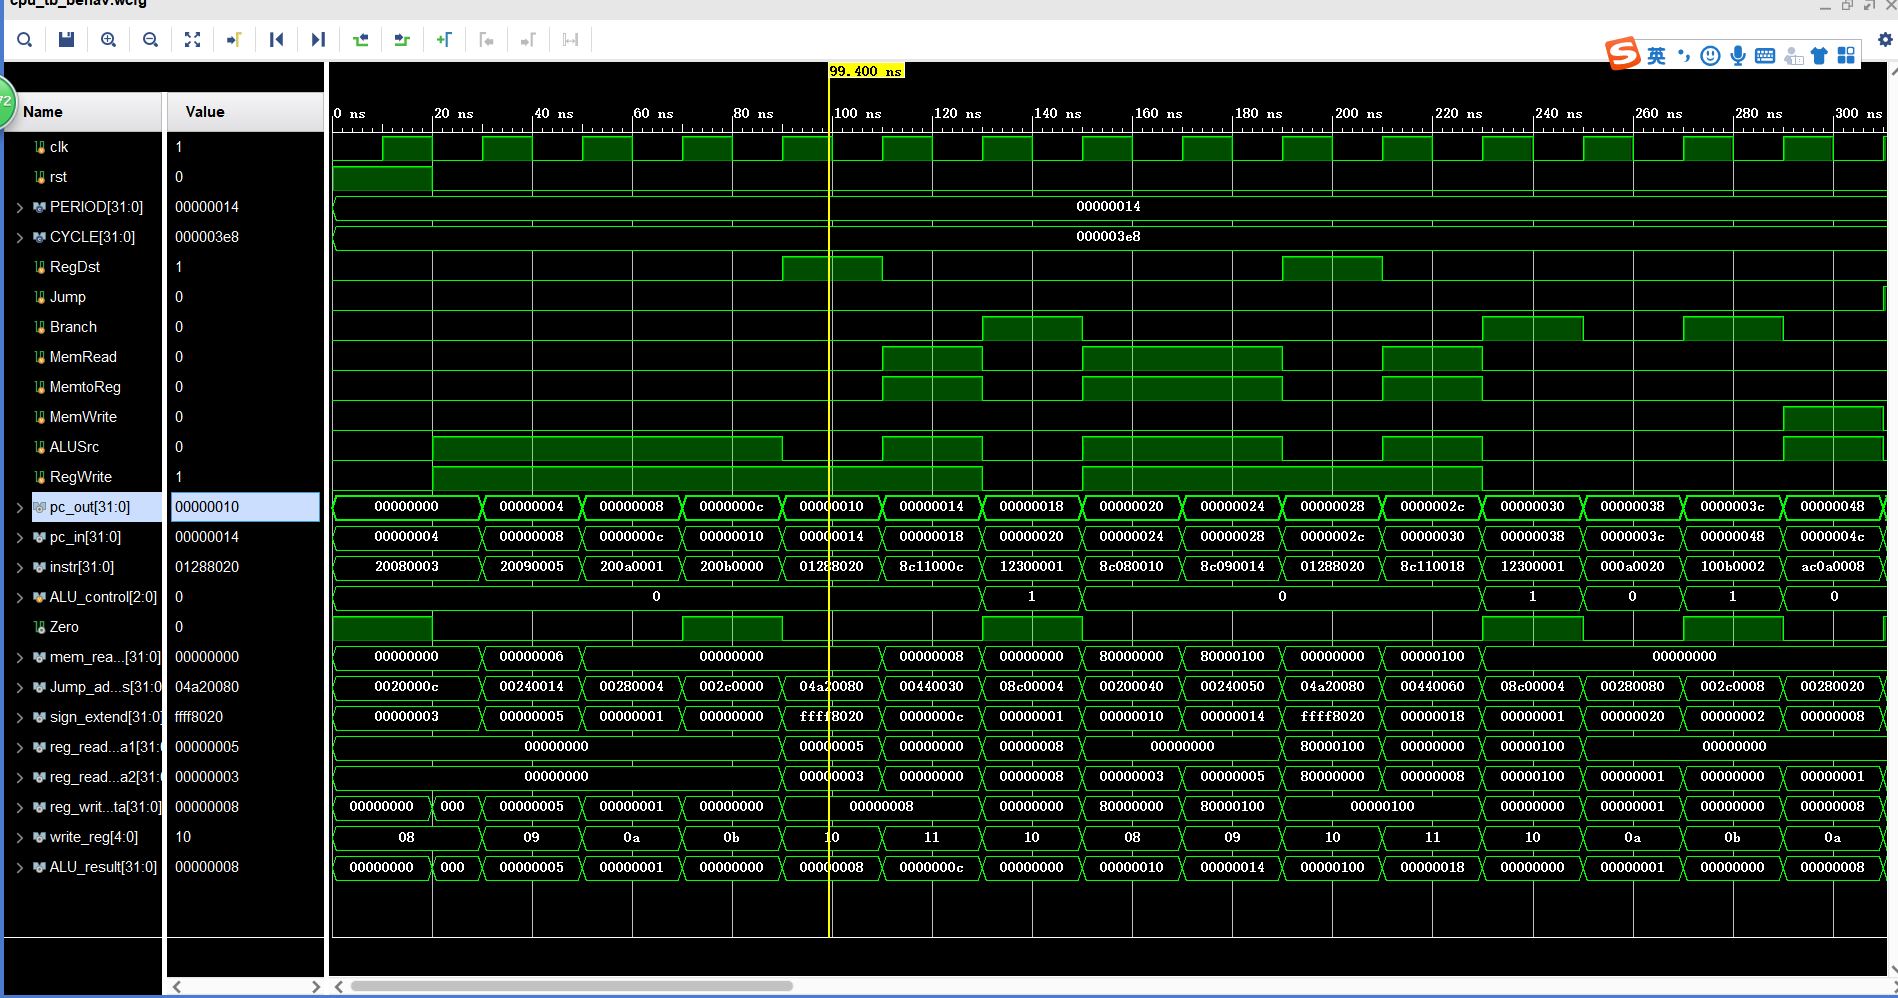 cpu_tb_behav.wcfg
英
72
99.400 ns
Name Value
0 ns 20 ns 40 ns 60 ns 80 ns 100 ns 120 ns 140 ns 160 ns 180 ns 200 ns 220 ns 240 ns 260 ns 280 ns 300 ns
clk 1
rst 0
PERIOD[31:0] 00000014 00000014
CYCLE[31:0] 000003e8 000003e8
RegDst 1
Jump 0
Branch 0
MemRead 0
MemtoReg 0
MemWrite 0
ALUSrc 0
RegWrite 1
pc_out[31:0] 00000010 00000000 00000004 00000008 0000000c 00000010 00000014 00000018 00000020 00000024 00000028 0000002c 00000030 00000038 0000003c 00000048
pc_in[31:0] 00000014 00000004 00000008 0000000c 00000010 00000014 00000018 00000020 00000024 00000028 0000002c 00000030 00000038 0000003c 00000048 0000004c
instr[31:0] 01288020 20080003 20090005 200a0001 200b0000 01288020 8c11000c 12300001 8c080010 8c090014 01288020 8c110018 12300001 000a0020 100b0002 ac0a0008
ALU_control[2:0] 0 0 1 0 1 0 1 0
Zero 0
mem_rea...[31:0] 00000000 00000000 00000006 00000000 00000008 00000000 80000000 80000100 00000000 00000100 00000000
Jump_ad...s[31:0 04a20080 0020000c 00240014 00280004 002c0000 04a20080 00440030 08c00004 00200040 00240050 04a20080 00440060 08c00004 00280080 002c0008 00280020
sign_extend[31:0] ffff8020 00000003 00000005 00000001 00000000 ffff8020 0000000c 00000001 00000010 00000014 ffff8020 00000018 00000001 00000020 00000002 00000008
reg_read...a1[31:0 00000005 00000000 00000005 00000000 00000008 00000000 80000100 00000000 00000100 00000000
reg_read...a2[31:0 00000003 00000000 00000003 00000000 00000008 00000003 00000005 80000000 00000008 00000100 00000001 00000000 00000001
reg_writ...ta[31:0] 00000008 00000000 000 00000005 00000001 00000000 00000008 00000000 80000000 80000100 00000100 00000000 00000001 00000000 00000008
write_reg[4:0] 10 08 09 0a 0b 10 11 10 08 09 10 11 10 0a 0b 0a
ALU_result[31:0] 00000008 00000000 000 00000005 00000001 00000000 00000008 0000000c 00000000 00000010 00000014 00000100 00000018 00000000 00000001 00000000 00000008